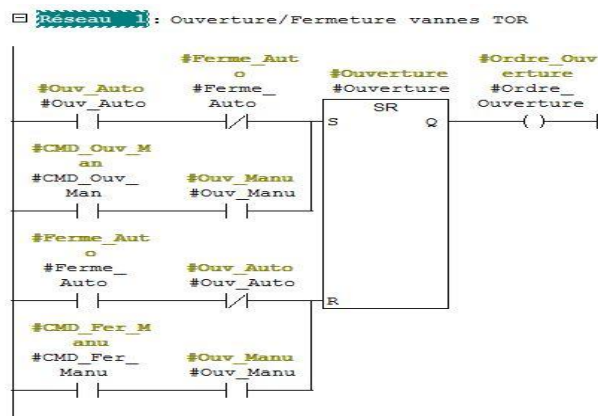 Réseau 1: Ouverture/Fermeture vannes TOR
#Ferme_Aut
o
#Ouv_Auto
#Ouv_Auto
#Ferme_
Auto
#Ouverture
#Ouverture
SR
S
Q
#Ordre_Ouv
erture
#Ordre_
Ouverture
#CMD_Ouv_M
an
#CMD_Ouv_
Man
#Ouv_Manu
#Ouv_Manu
#Ferme_Aut
o
#Ferme_
Auto
#Ouv_Auto
#Ouv_Auto
R
#CMD_Fer_M
anu
#CMD_Fer_
Manu
#Ouv_Manu
#Ouv_Manu